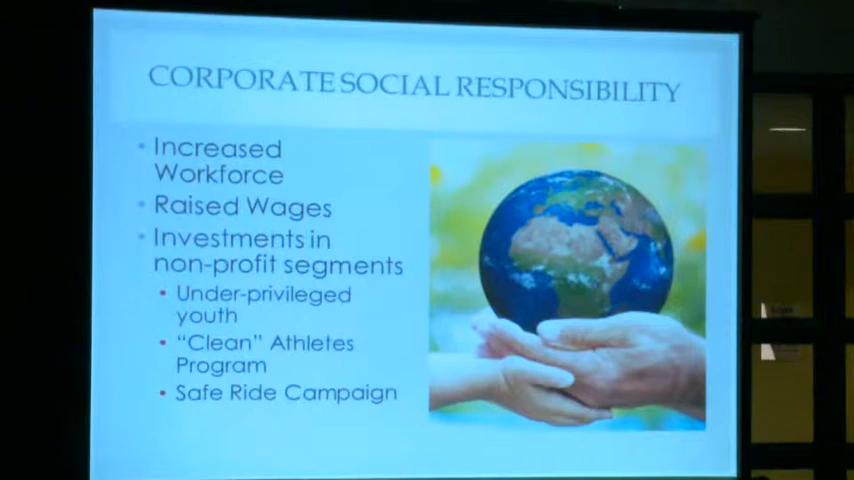 CORPORATE SOCIAL RESPONSIBILITY
• Increased
Workforce
• Raised Wages
• Investments in
non-profit segments
• Under-privileged
youth
• “Clean” Athletes
Program
• Safe Ride Campaign